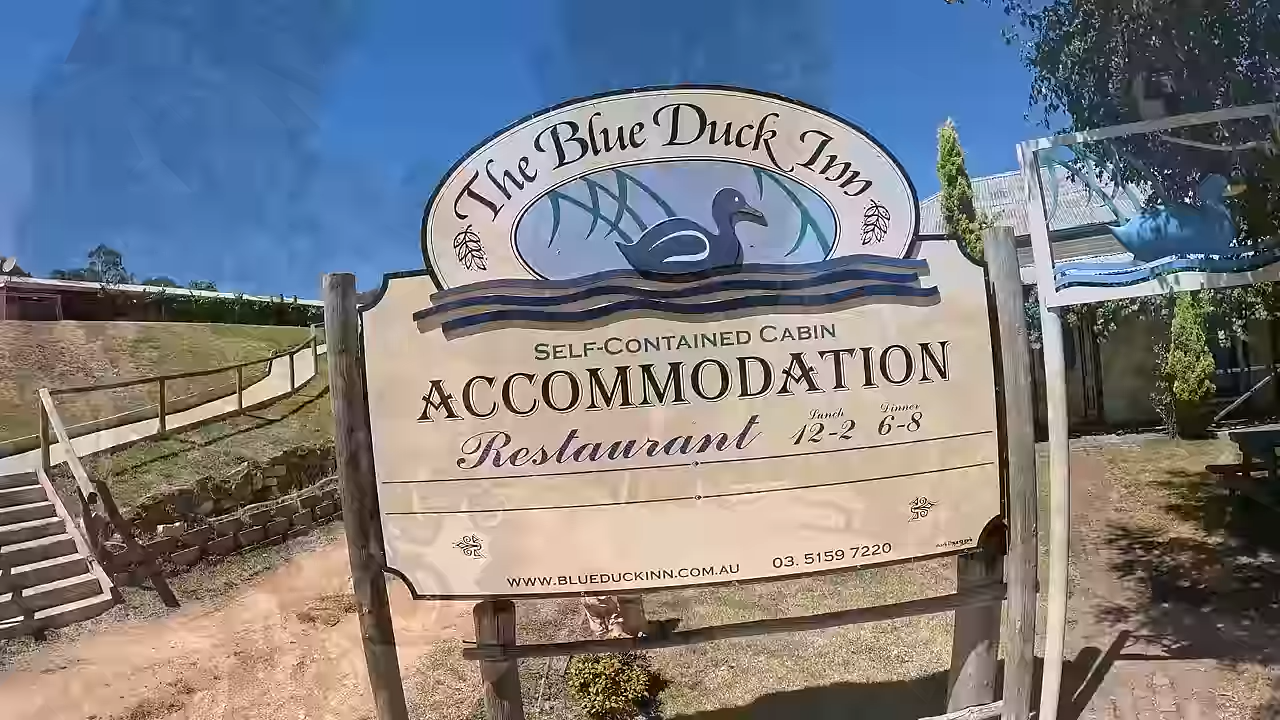 The Blue Duck Inn
Self-Contained Cabin
ACCOMMODATION
Restaurant Lunch 12-2 Dinner 6-8
WWW.BLUEDUCKINN.COM.AU 03. 5159 7220